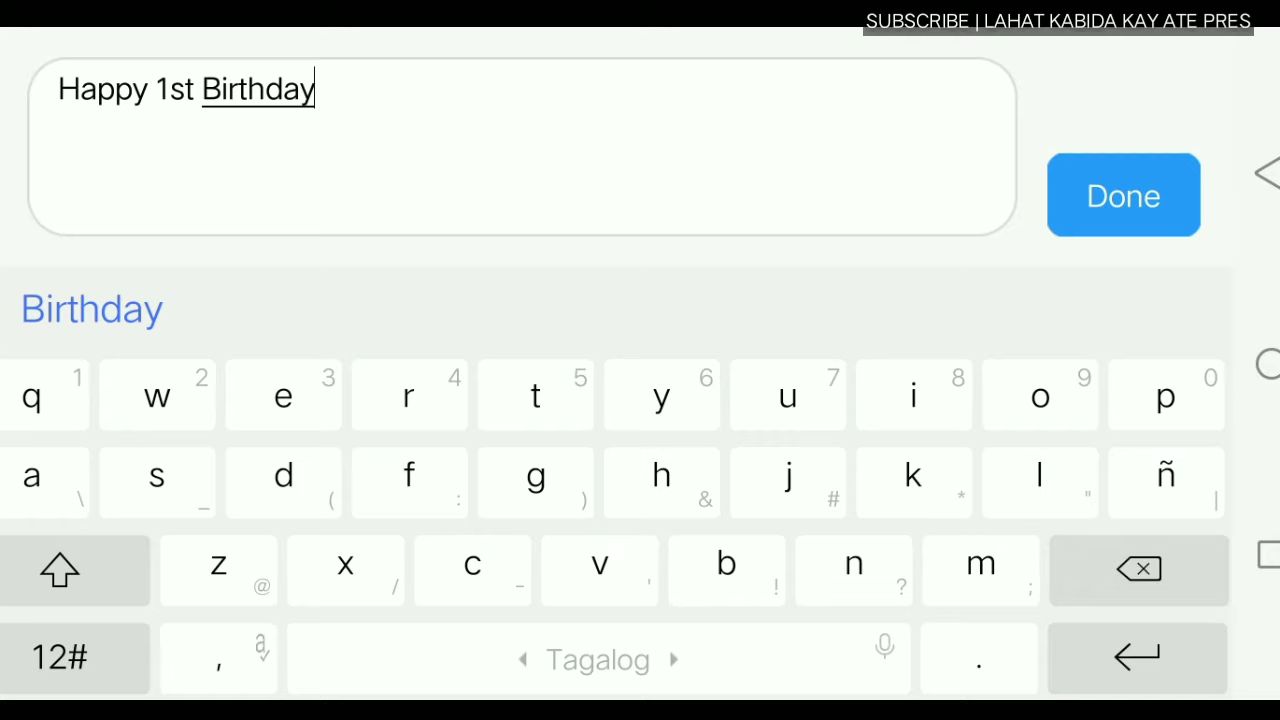 SUBSCRIBE | LAHAT KABIDA KAY ATE PRES
Happy 1st Birthday
Done
Birthday
q 1 w 2 e 3 r 4 t 5 y 6 u 7 i 8 o 9 p 0
a \ s _ d ( f : g ) h & j # k * l " ñ |
z @ x / c - v ' b ! n ? m ;
12# , a Tagalog .